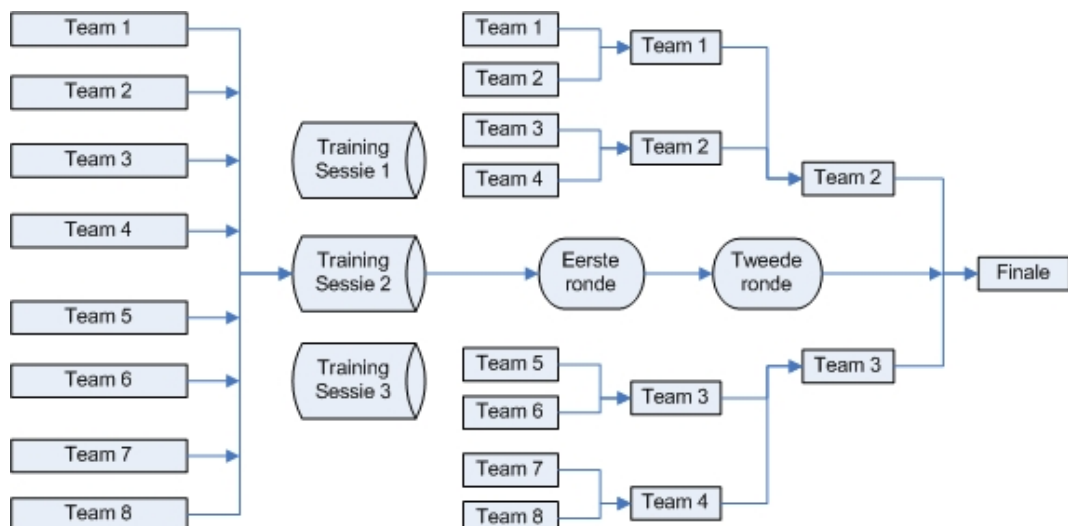 Team 1
Team 2
Team 3
Team 4
Team 5
Team 6
Team 7
Team 8
Training
Sessie 1
Training
Sessie 2
Training
Sessie 3
Team 1
Team 2
Team 3
Team 4
Eerste
ronde
Team 5
Team 6
Team 7
Team 8
Team 1
Team 2
Team 3
Team 4
Tweede
ronde
Team 2
Team 3
Finale